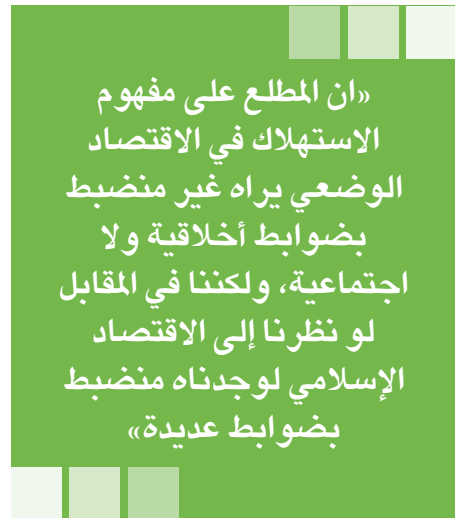 «ان المطلع على مفهوم
الاستهلاك في الاقتصاد
الوضعي يراه غير منضبط
بضوابط أخلاقية ولا
اجتماعية، ولكننا في المقابل
لو نظرنا إلى الاقتصاد
الإسلامي لوجدناه منضبط
بضوابط عديدة»